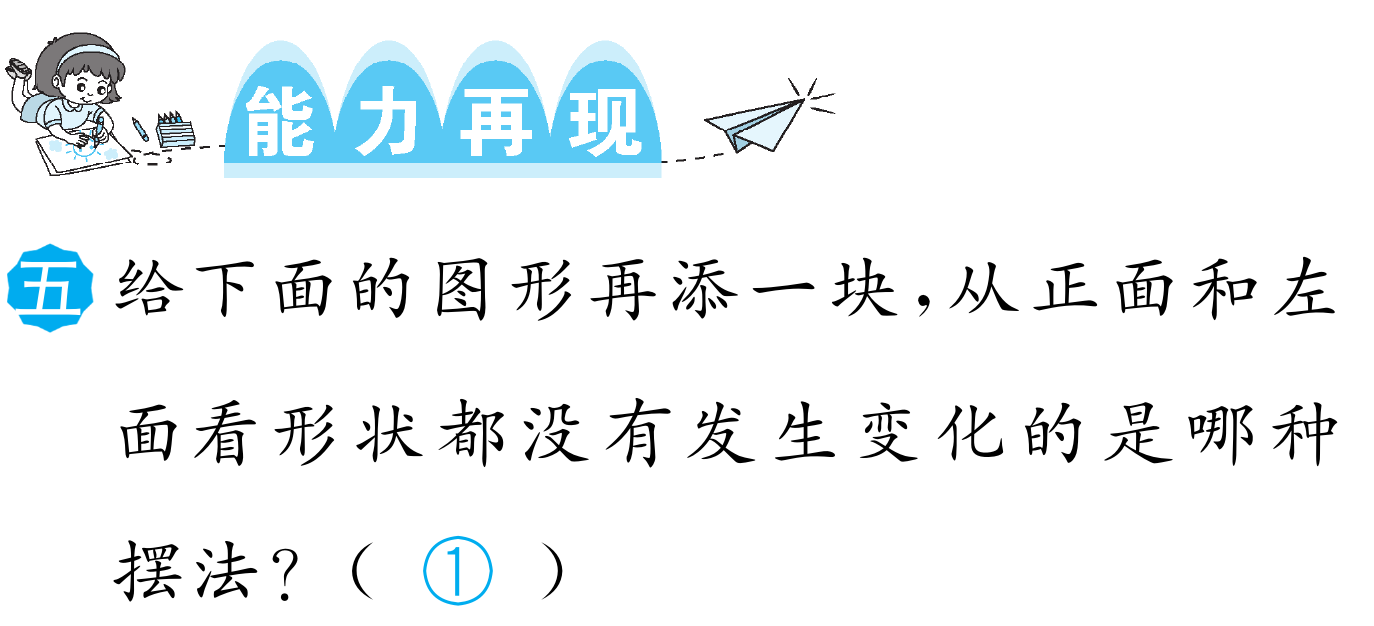 能力再现
五 给下面的图形再添一块,从正面和左
面看形状都没有发生变化的是哪种
摆法?( ① )